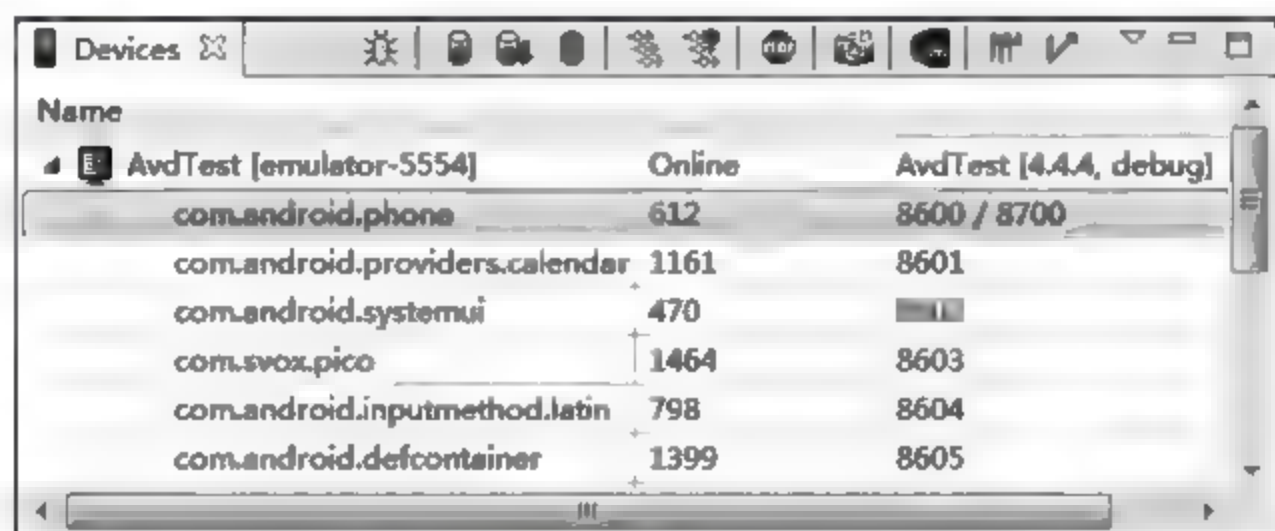 Devices
Name
AvdTest [emulator-5554] Online AvdTest [4.4.4, debug]
com.android.phone 612 8600 / 8700
com.android.providers.calendar 1161 8601
com.android.systemui 470
com.svox.pico 1464 8603
com.android.inputmethod.latin 798 8604
com.android.defcontainer 1399 8605